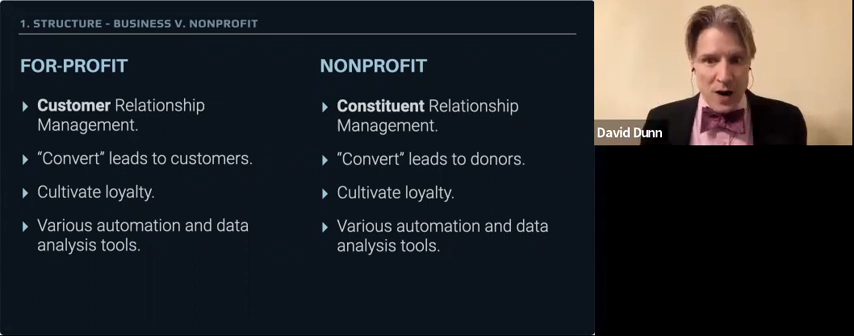 1. STRUCTURE - BUSINESS V. NONPROFIT
FOR-PROFIT
Customer Relationship
Management.
“Convert” leads to customers.
Cultivate loyalty.
Various automation and data
analysis tools.
NONPROFIT
Constituent Relationship
Management.
“Convert” leads to donors.
Cultivate loyalty.
Various automation and data
analysis tools.
David Dunn